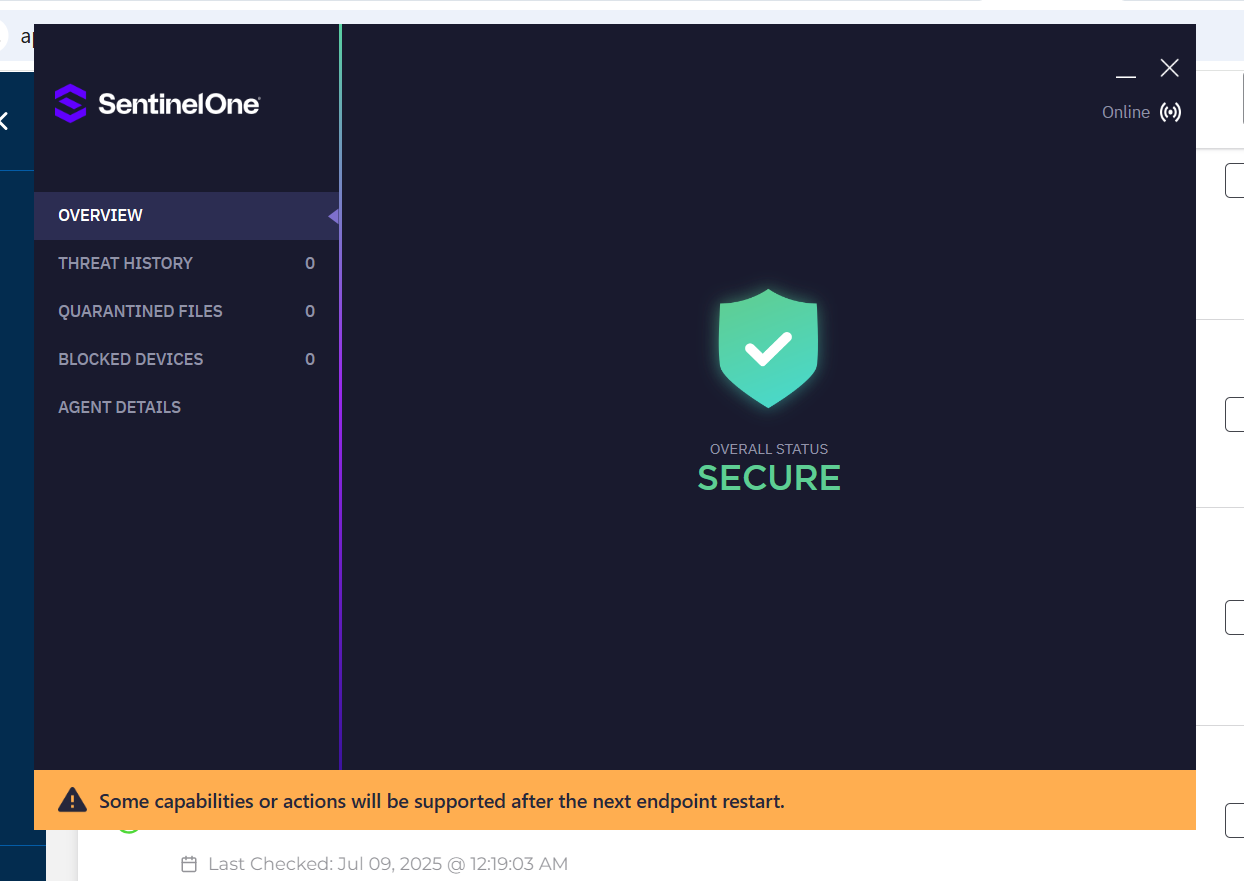 SentinelOne
Online
OVERVIEW
THREAT HISTORY 0
QUARANTINED FILES 0
BLOCKED DEVICES 0
AGENT DETAILS
OVERALL STATUS
SECURE
Some capabilities or actions will be supported after the next endpoint restart.
Last Checked: Jul 09, 2025 @ 12:19:03 AM